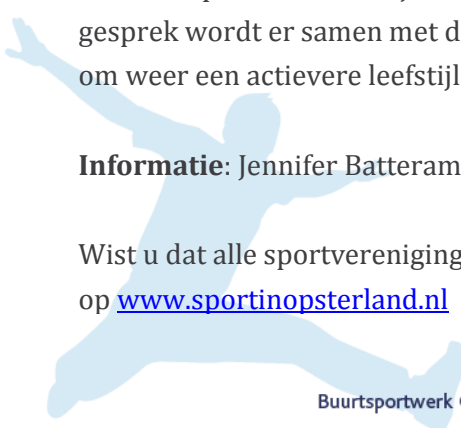 gesprek wordt er samen met d
om weer een actievere leefstijl
Informatie: Jennifer Batteram
Wist u dat alle sportvereniging
op www.sportinopsterland.nl
Buurtsportwerk